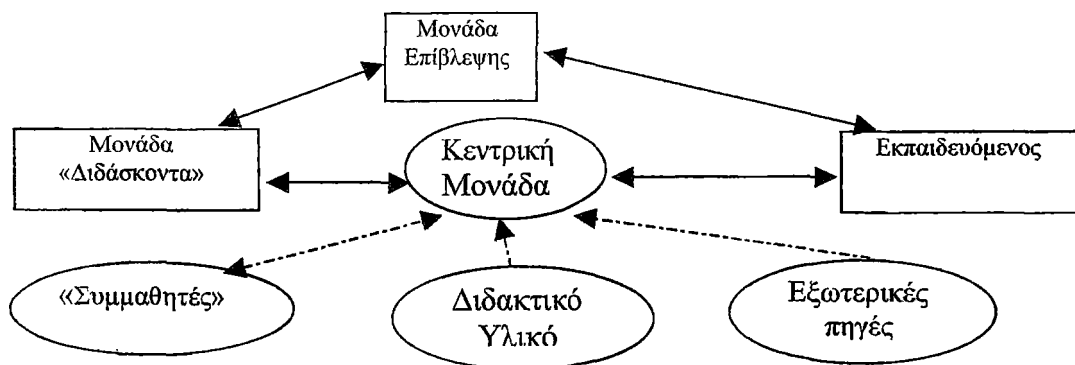 Μονάδα
Επίβλεψης
Μονάδα
«Διδάσκοντα»
Κεντρική
Μονάδα
Εκπαιδευόμενος
«Συμμαθητές»
Διδακτικό
Υλικό
Εξωτερικές
πηγές